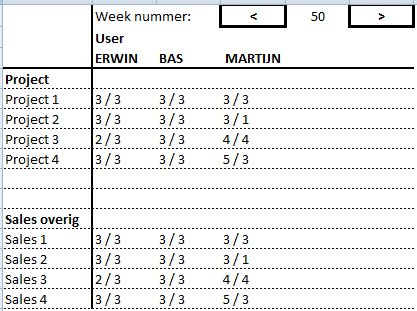 Week nummer: < 50 >
User
ERWIN BAS MARTIJN
Project
Project 1 3 / 3 3 / 3 3 / 3
Project 2 3 / 3 3 / 3 3 / 1
Project 3 2 / 3 3 / 3 4 / 4
Project 4 3 / 3 3 / 3 5 / 3
Sales overig
Sales 1 3 / 3 3 / 3 3 / 3
Sales 2 3 / 3 3 / 3 3 / 1
Sales 3 2 / 3 3 / 3 4 / 4
Sales 4 3 / 3 3 / 3 5 / 3